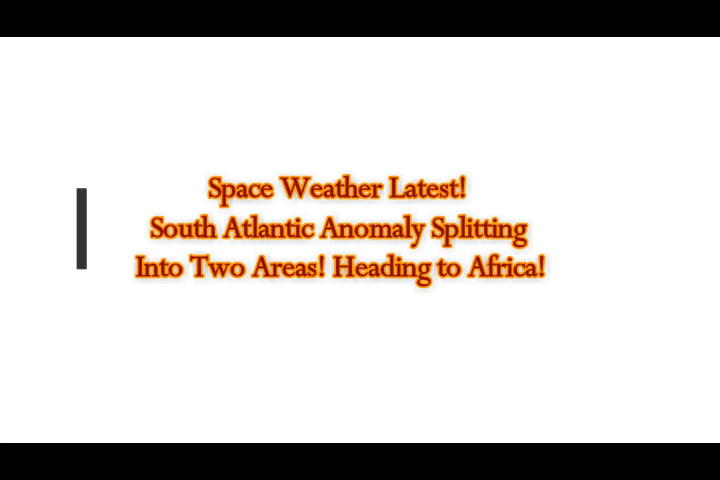 Space Weather Latest!
South Atlantic Anomaly Splitting
Into Two Areas! Heading to Africa!